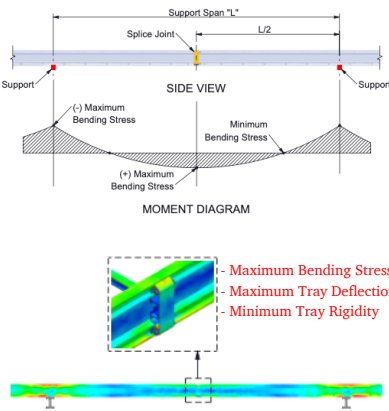 Support Span "L"
Splice Joint
L/2
Support
Support
SIDE VIEW
(-) Maximum
Bending Stress
Minimum
Bending Stress
(+) Maximum
Bending Stress
MOMENT DIAGRAM
- Maximum Bending Stress
- Maximum Tray Deflection
- Minimum Tray Rigidity